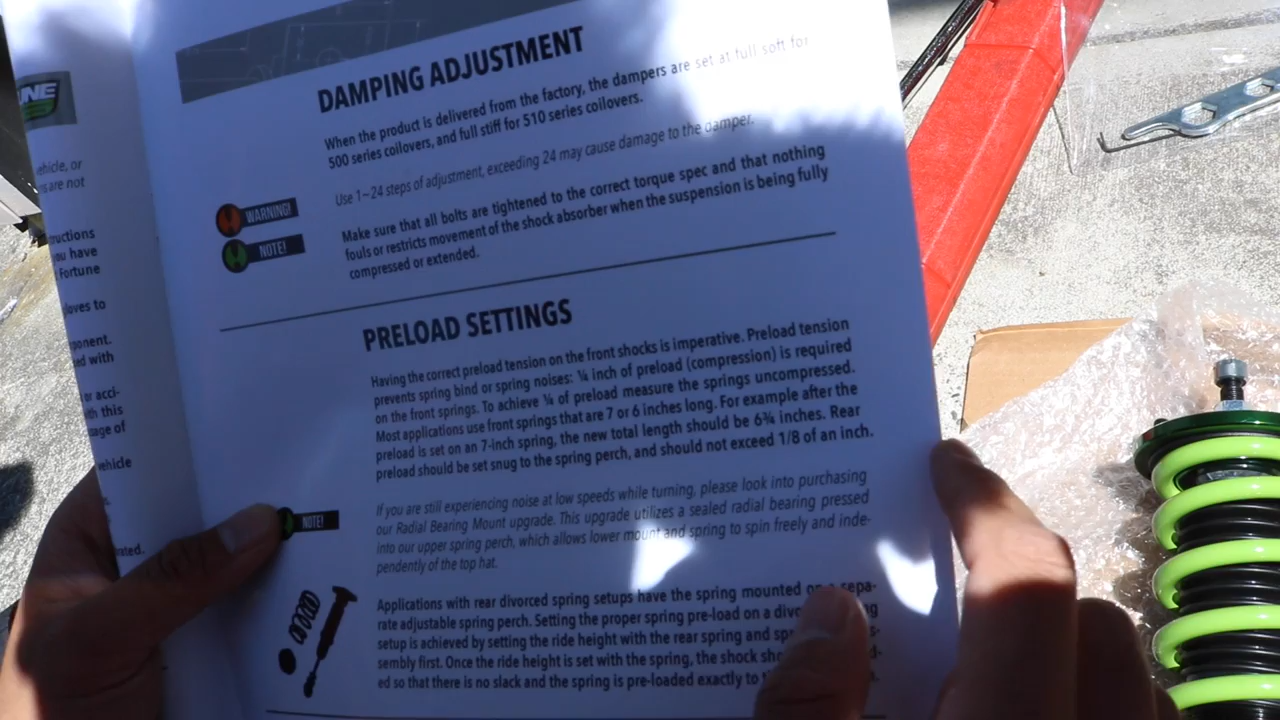 NE
ehicle, or
s are not
ructions
you have
Fortune
loves to
ponent.
ed with
or acci-
ith this
sage of
vehicle
rated.
DAMPING ADJUSTMENT
When the product is delivered from the factory, the dampers are set at full soft for
500 series coilovers, and full stiff for 510 series coilovers.
Use 1–24 steps of adjustment, exceeding 24 may cause damage to the damper.
WARNING!
NOTE!
Make sure that all bolts are tightened to the correct torque spec and that nothing
fouls or restricts movement of the shock absorber when the suspension is being fully
compressed or extended.
PRELOAD SETTINGS
Having the correct preload tension on the front shocks is imperative. Preload tension
prevents spring bind or spring noises: ¼ inch of preload (compression) is required
on the front springs. To achieve ¼ of preload measure the springs uncompressed.
Most applications use front springs that are 7 or 6 inches long. For example after the
preload is set on an 7-inch spring, the new total length should be 6¾ inches. Rear
preload should be set snug to the spring perch, and should not exceed 1/8 of an inch.
NOTE!
If you are still experiencing noise at low speeds while turning, please look into purchasing
our Radial Bearing Mount upgrade. This upgrade utilizes a sealed radial bearing pressed
into our upper spring perch, which allows lower mount and spring to spin freely and inde-
pendently of the top hat.
Applications with rear divorced spring setups have the spring mounted on a sepa-
rate adjustable spring perch. Setting the proper spring pre-load on a
setup is achieved by setting the ride height with the rear spring and
sembly first. Once the ride height is set with the spring, the shock
ed so that there is no slack and the spring is pre-loaded exactly to